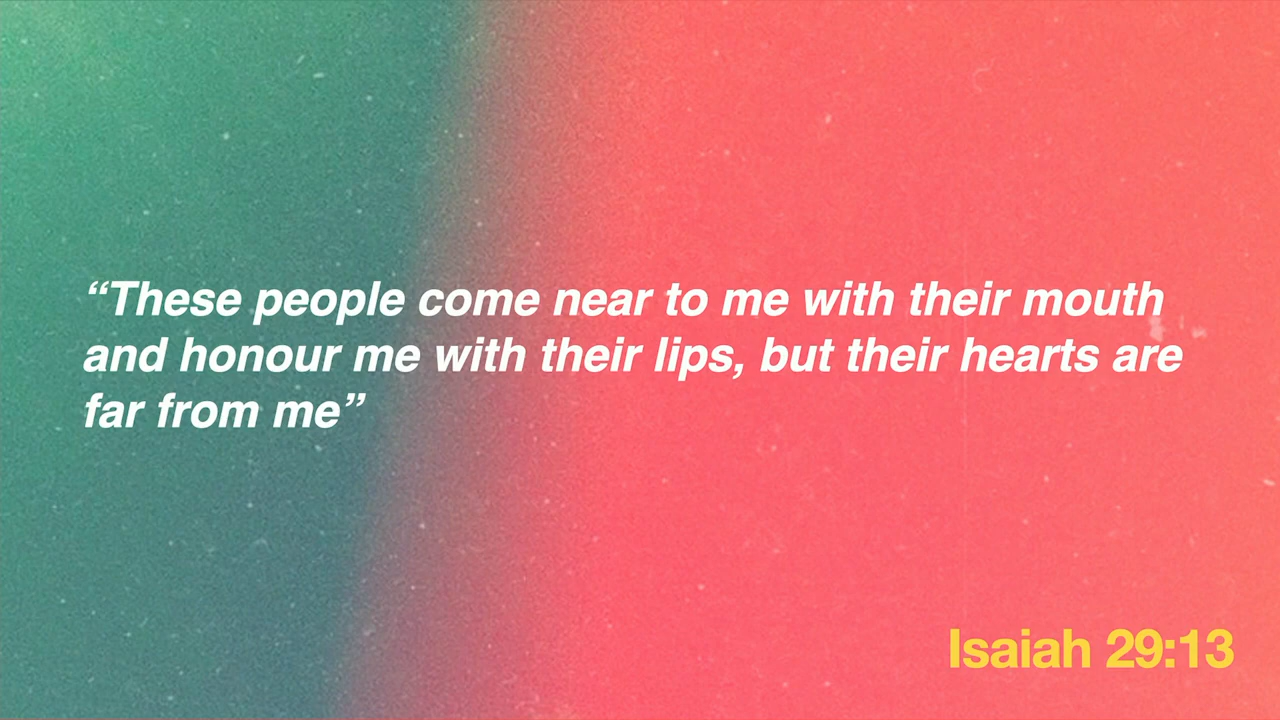 “These people come near to me with their mouth
and honour me with their lips, but their hearts are
far from me”
Isaiah 29:13